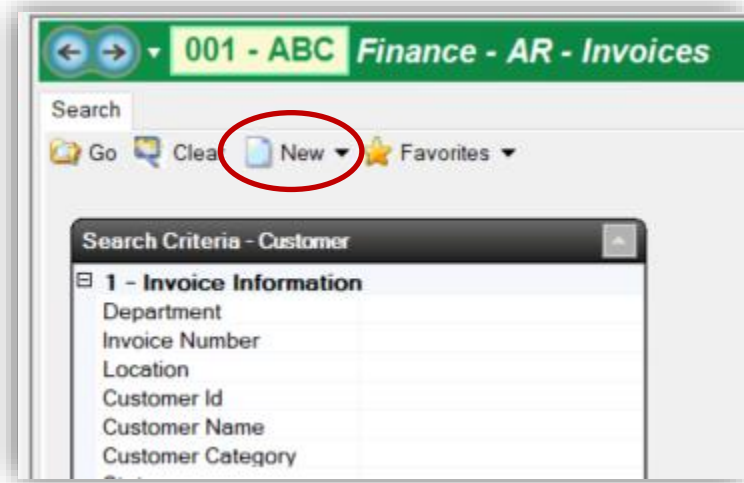 001 - ABC Finance - AR - Invoices
Search
Go Clear New Favorites
Search Criteria - Customer
1 - Invoice Information
Department
Invoice Number
Location
Customer Id
Customer Name
Customer Category